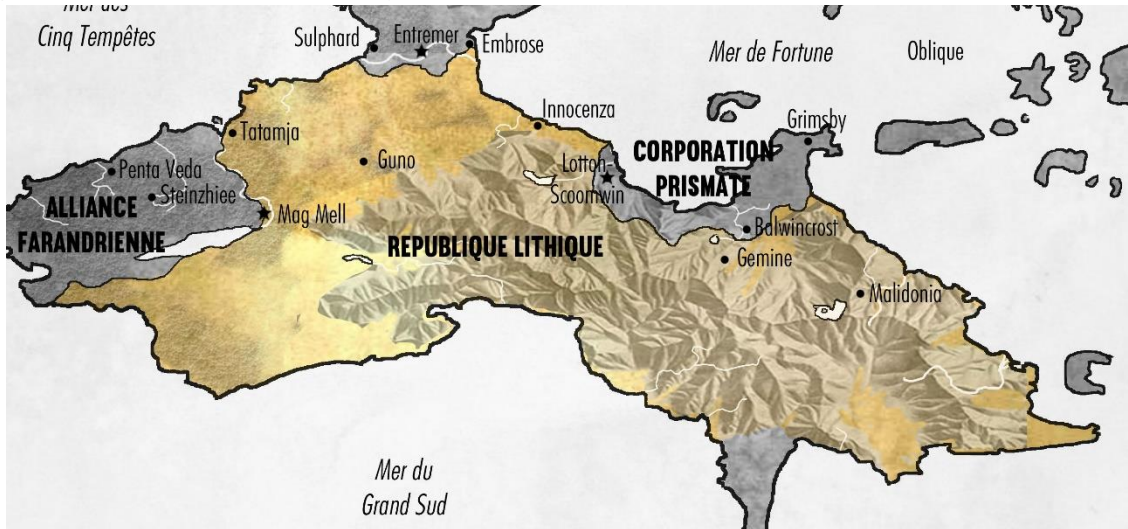 Mer des
Cinq Tempêtes
Sulphard
Entremer
Embrose
Mer de Fortune
Oblique
Innocenza
Grimsby
Tatamja
Guno
Lotton-
Scoomwin
CORPORATION
PRISMATE
Penta Veda
Steinzhiee
ALLIANCE
FARANDRIENNE
Mag Mell
REPUBLIQUE LITHIQUE
Balwincrost
Gemine
Malidonia
Mer du
Grand Sud